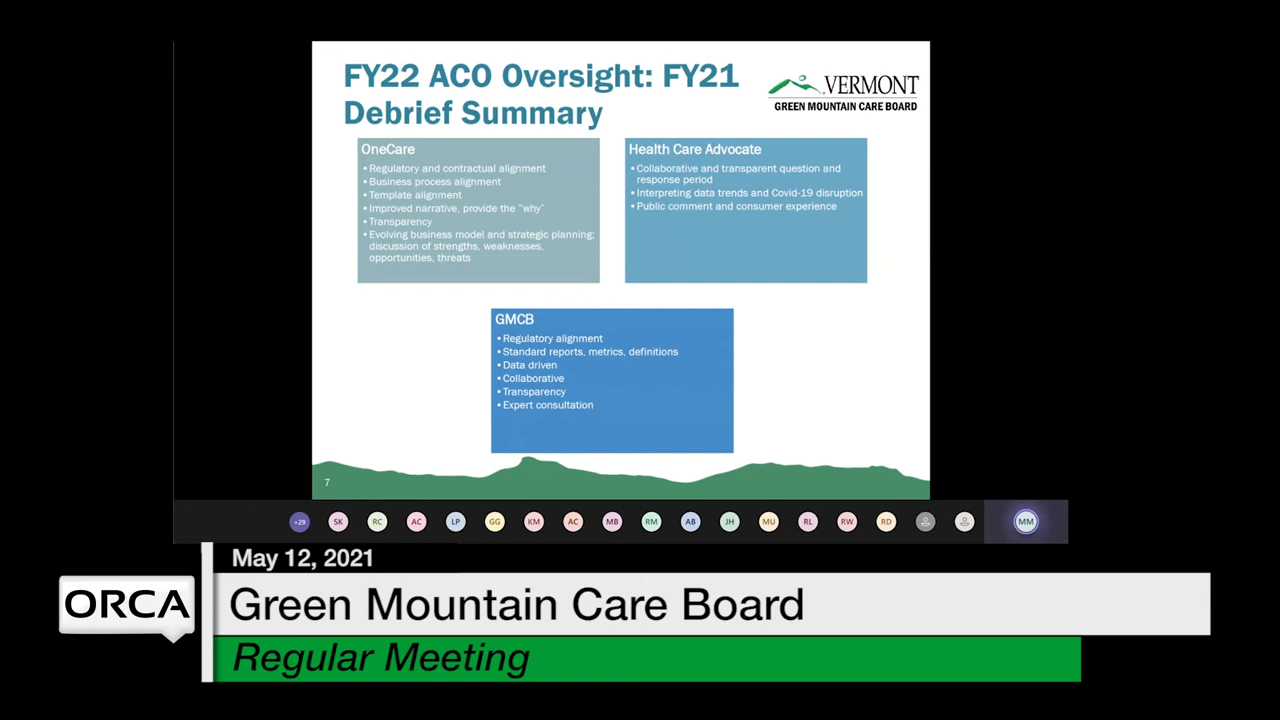 FY22 ACO Oversight: FY21
Debrief Summary
VERMONT
GREEN MOUNTAIN CARE BOARD
OneCare
•Regulatory and contractual alignment
•Business process alignment
•Template alignment
•Improved narrative, provide the “why”
•Transparency
•Evolving business model and strategic planning;
discussion of strengths, weaknesses,
opportunities, threats
Health Care Advocate
•Collaborative and transparent question and
response period
•Interpreting data trends and Covid-19 disruption
•Public comment and consumer experience
GMCB
•Regulatory alignment
•Standard reports, metrics, definitions
•Data driven
•Collaborative
•Transparency
•Expert consultation
7
+29 SK RC AC LP GG KM AC MB RM AB JH MU RL RW RD MM
May 12, 2021
ORCA
Green Mountain Care Board
Regular Meeting